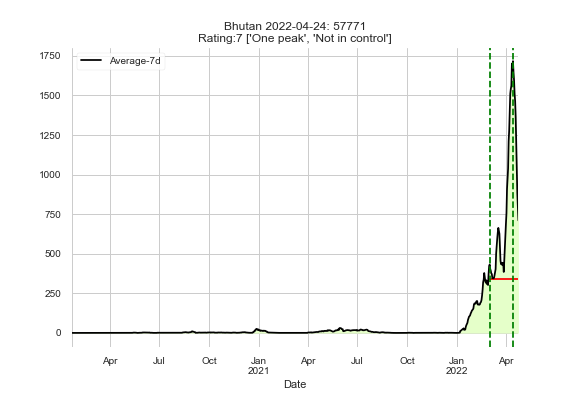 Bhutan 2022-04-24: 57771
Rating:7 ['One peak', 'Not in control']
Average-7d
1750
1500
1250
1000
750
500
250
0
Apr Jul Oct Jan Apr Jul Oct Jan Apr
2021 2022
Date